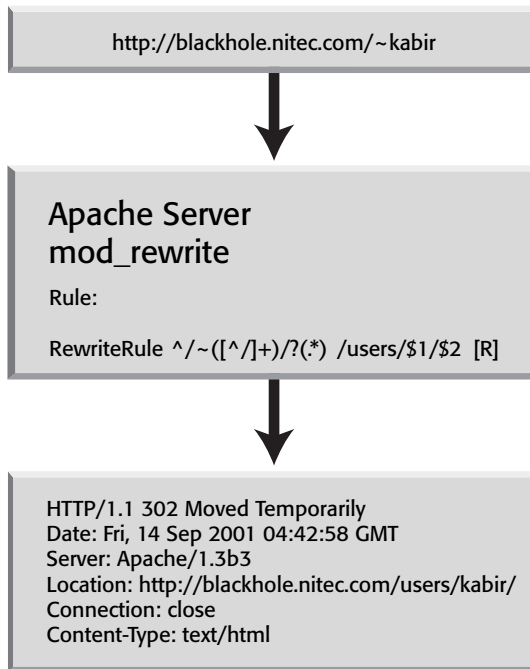 http://blackhole.nitec.com/~kabir
Apache Server
mod_rewrite
Rule:
RewriteRule ^/~([^/]+)/?(.*) /users/$1/$2 [R]
HTTP/1.1 302 Moved Temporarily
Date: Fri, 14 Sep 2001 04:42:58 GMT
Server: Apache/1.3b3
Location: http://blackhole.nitec.com/users/kabir/
Connection: close
Content-Type: text/html